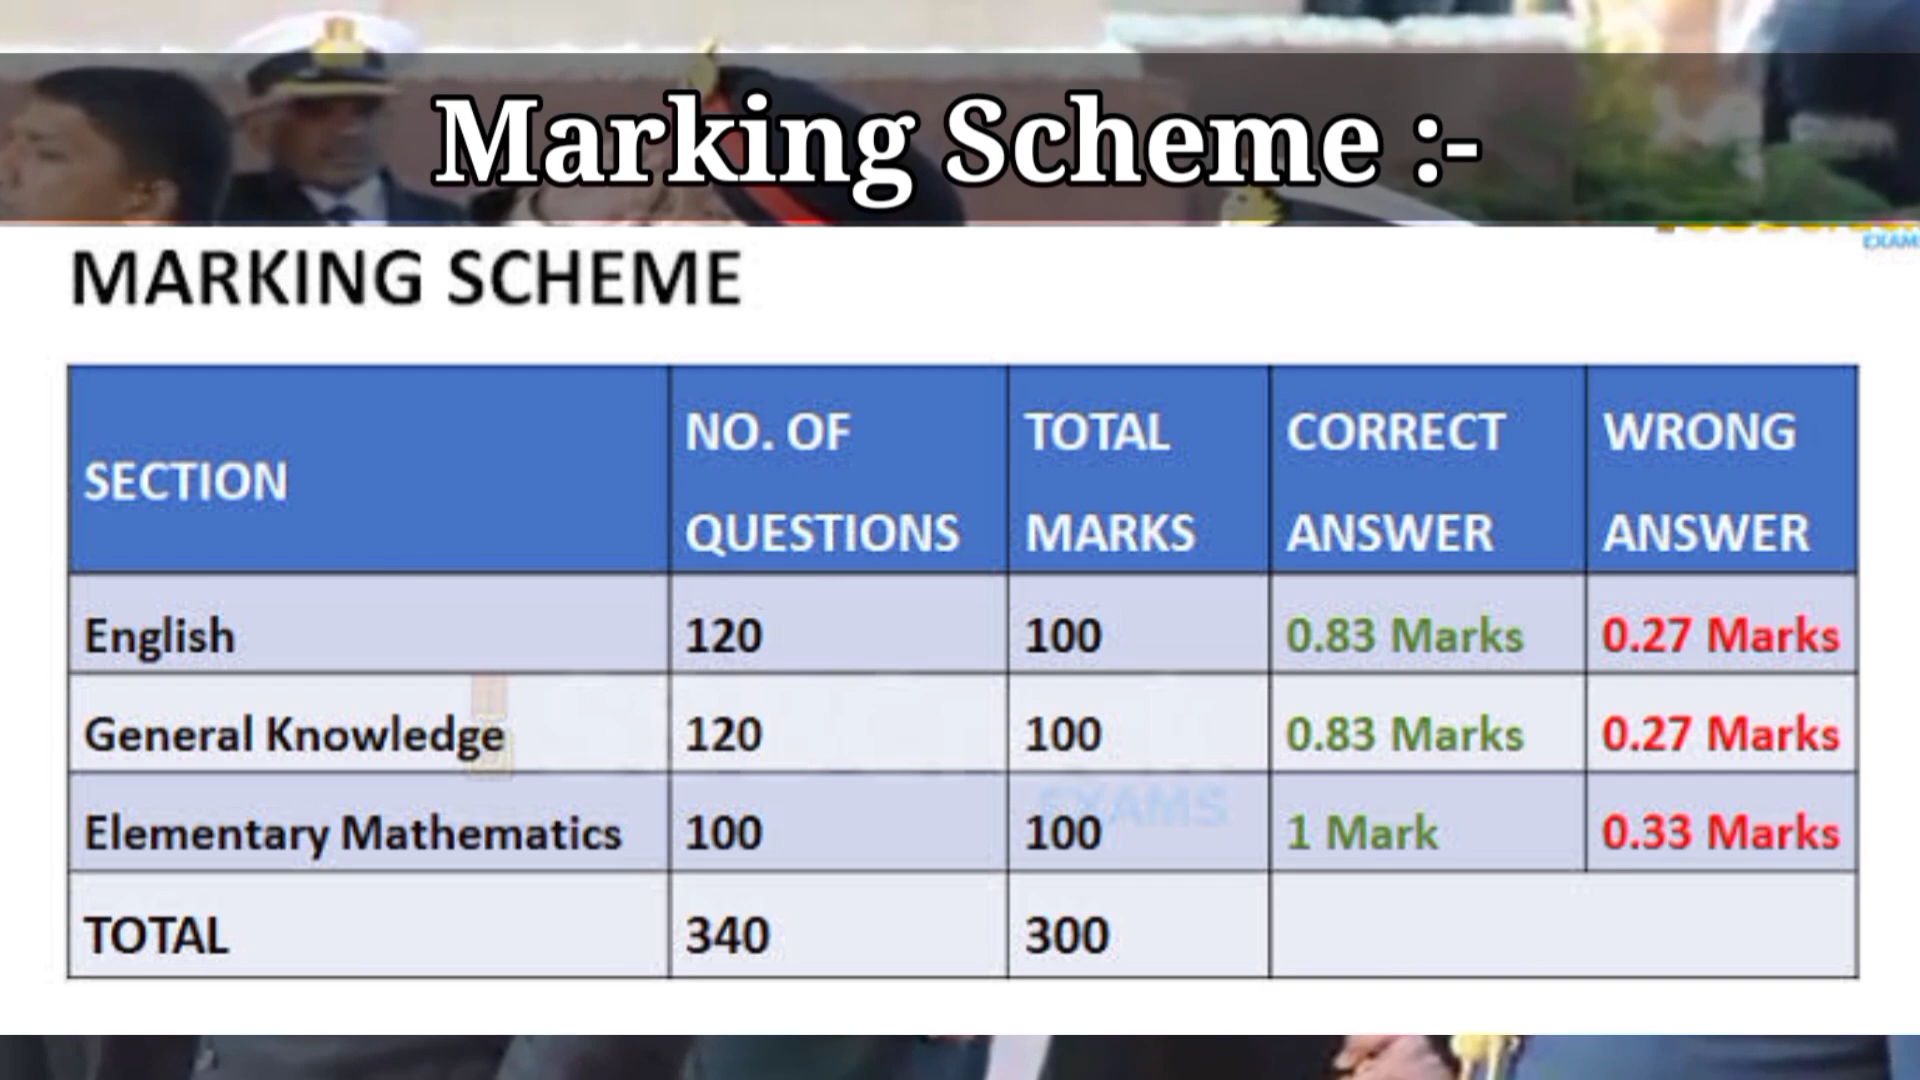 Marking Scheme :-
EXAM
MARKING SCHEME
SECTION
NO. OF QUESTIONS
TOTAL MARKS
CORRECT ANSWER
WRONG ANSWER
English 120 100 0.83 Marks 0.27 Marks
General Knowledge 120 100 0.83 Marks 0.27 Marks
Elementary Mathematics 100 100 1 Mark 0.33 Marks
EXAMS
TOTAL 340 300